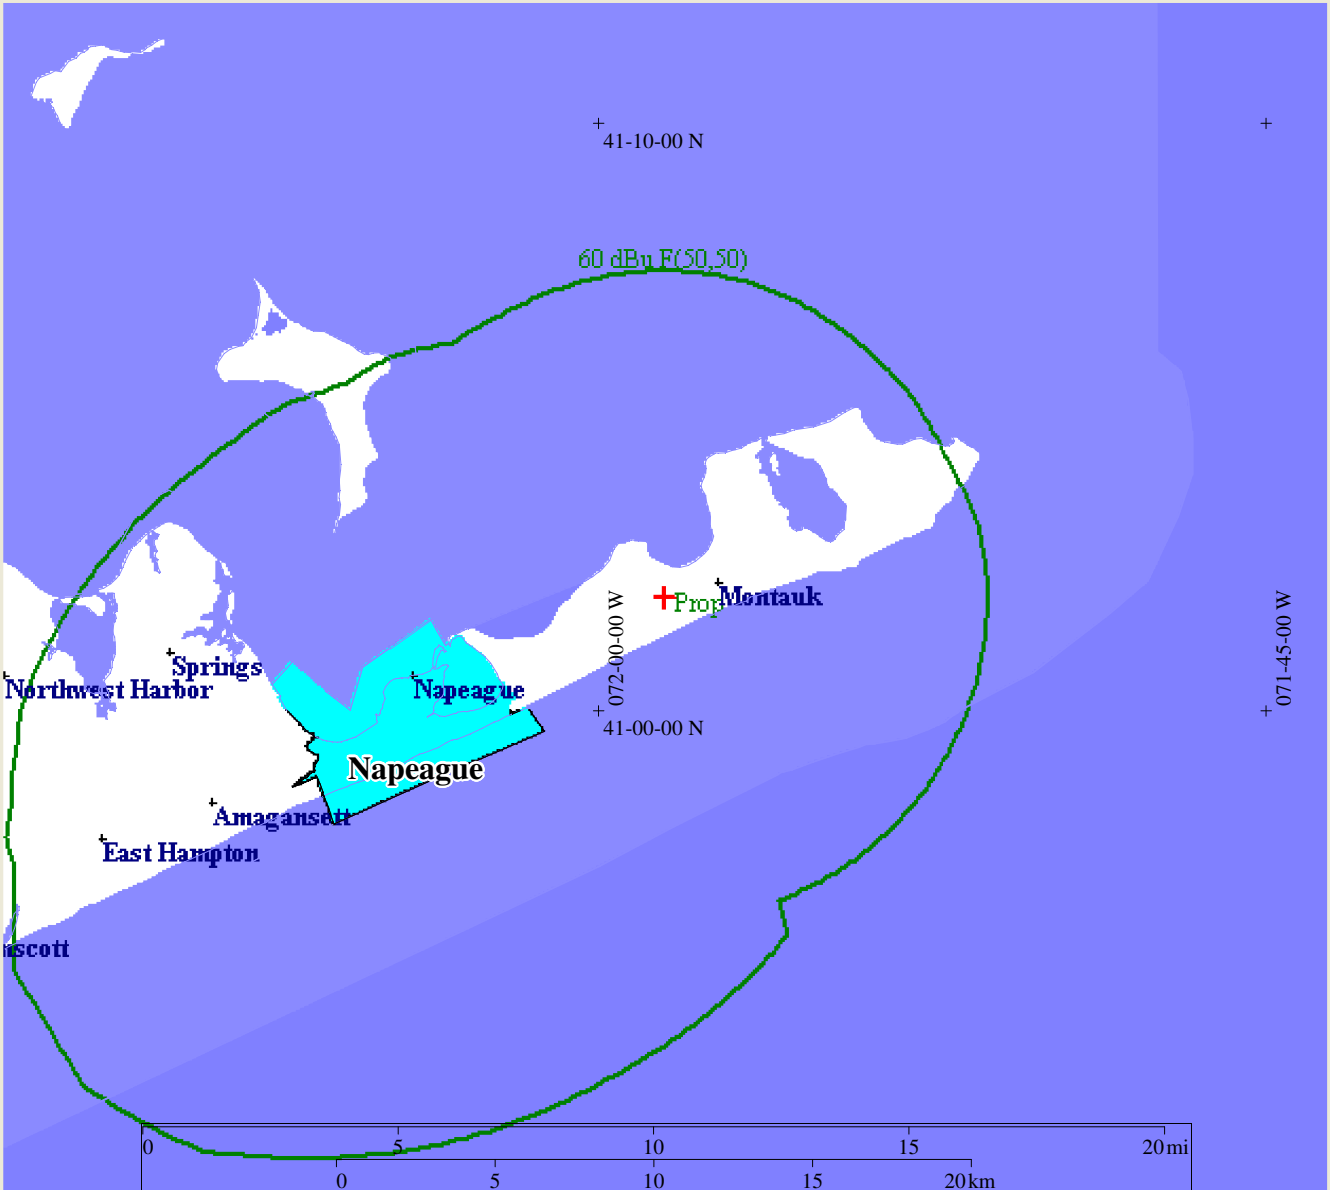 41-10-00 N
60 dBu F(50,50)
Prop
Montauk
072-00-00 W
071-45-00 W
Springs
Northwest Harbor
Napeague
41-00-00 N
Napeague
Amagansett
East Hampton
ascott
0 5 10 15 20 mi
0 5 10 15 20 km